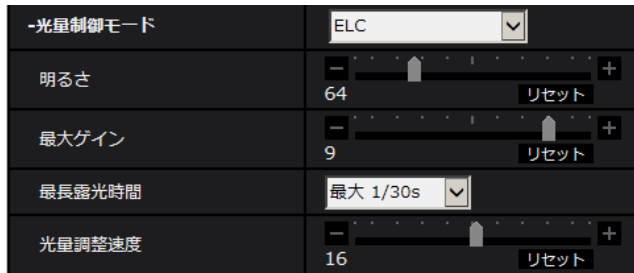 -光量制御モード ELC
明るさ
64 リセット
最大ゲイン
9 リセット
最長露光時間 最大 1/30s
光量調整速度
16 リセット